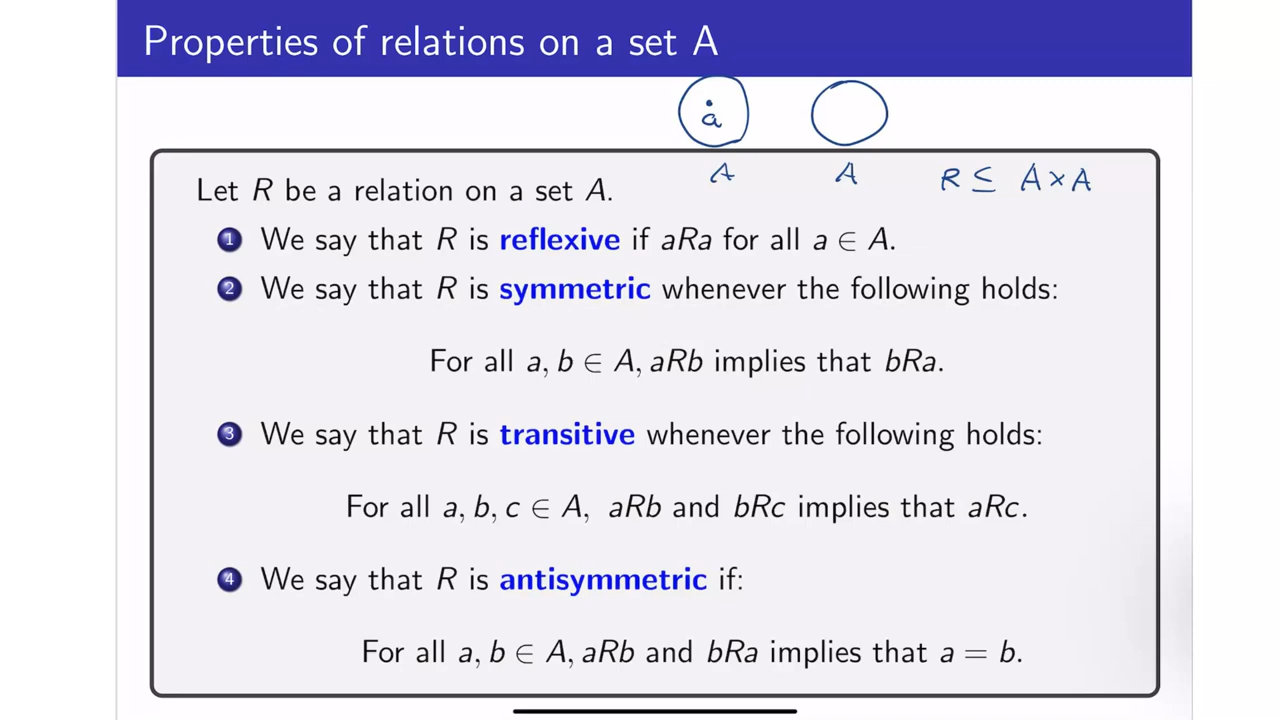 Properties of relations on a set A
a
A A R ⊆ A × A
Let R be a relation on a set A.
1 We say that R is reflexive if aRa for all a ∈ A.
2 We say that R is symmetric whenever the following holds:
For all a, b ∈ A, aRb implies that bRa.
3 We say that R is transitive whenever the following holds:
For all a, b, c ∈ A, aRb and bRc implies that aRc.
4 We say that R is antisymmetric if:
For all a, b ∈ A, aRb and bRa implies that a = b.